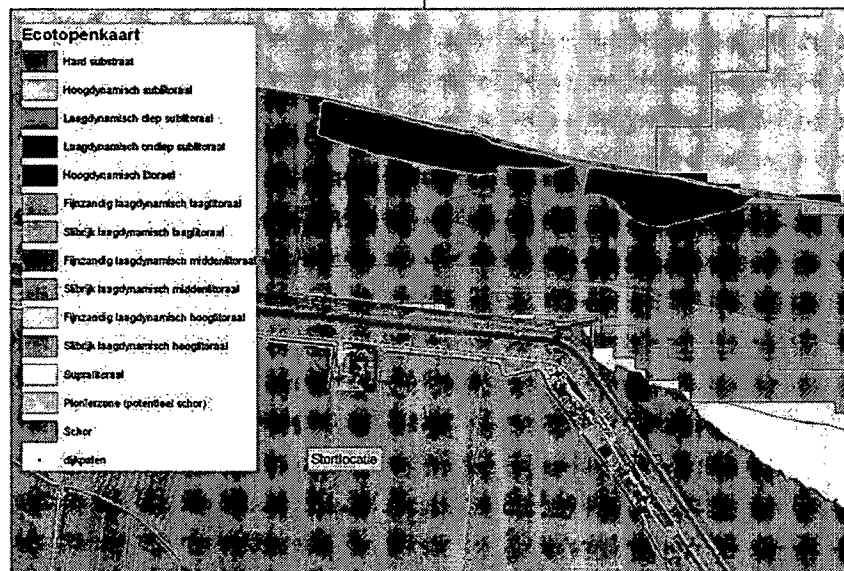 Ecotopenkaart
Hard substraat
Hoogdynamisch sublitoraal
Laagdynamisch diep sublitoraal
Laagdynamisch ondiep sublitoraal
Hoogdynamisch litoraal
Fijnzandig laagdynamisch laaglitoraal
Slibrijk laagdynamisch laaglitoraal
Fijnzandig laagdynamisch middenlitoraal
Slibrijk laagdynamisch middenlitoraal
Fijnzandig laagdynamisch hooglitoraal
Slibrijk laagdynamisch hooglitoraal
Supralitoraal
Pionierzone (potentieel schor)
Schor
dijkpalen
Stortlocatie